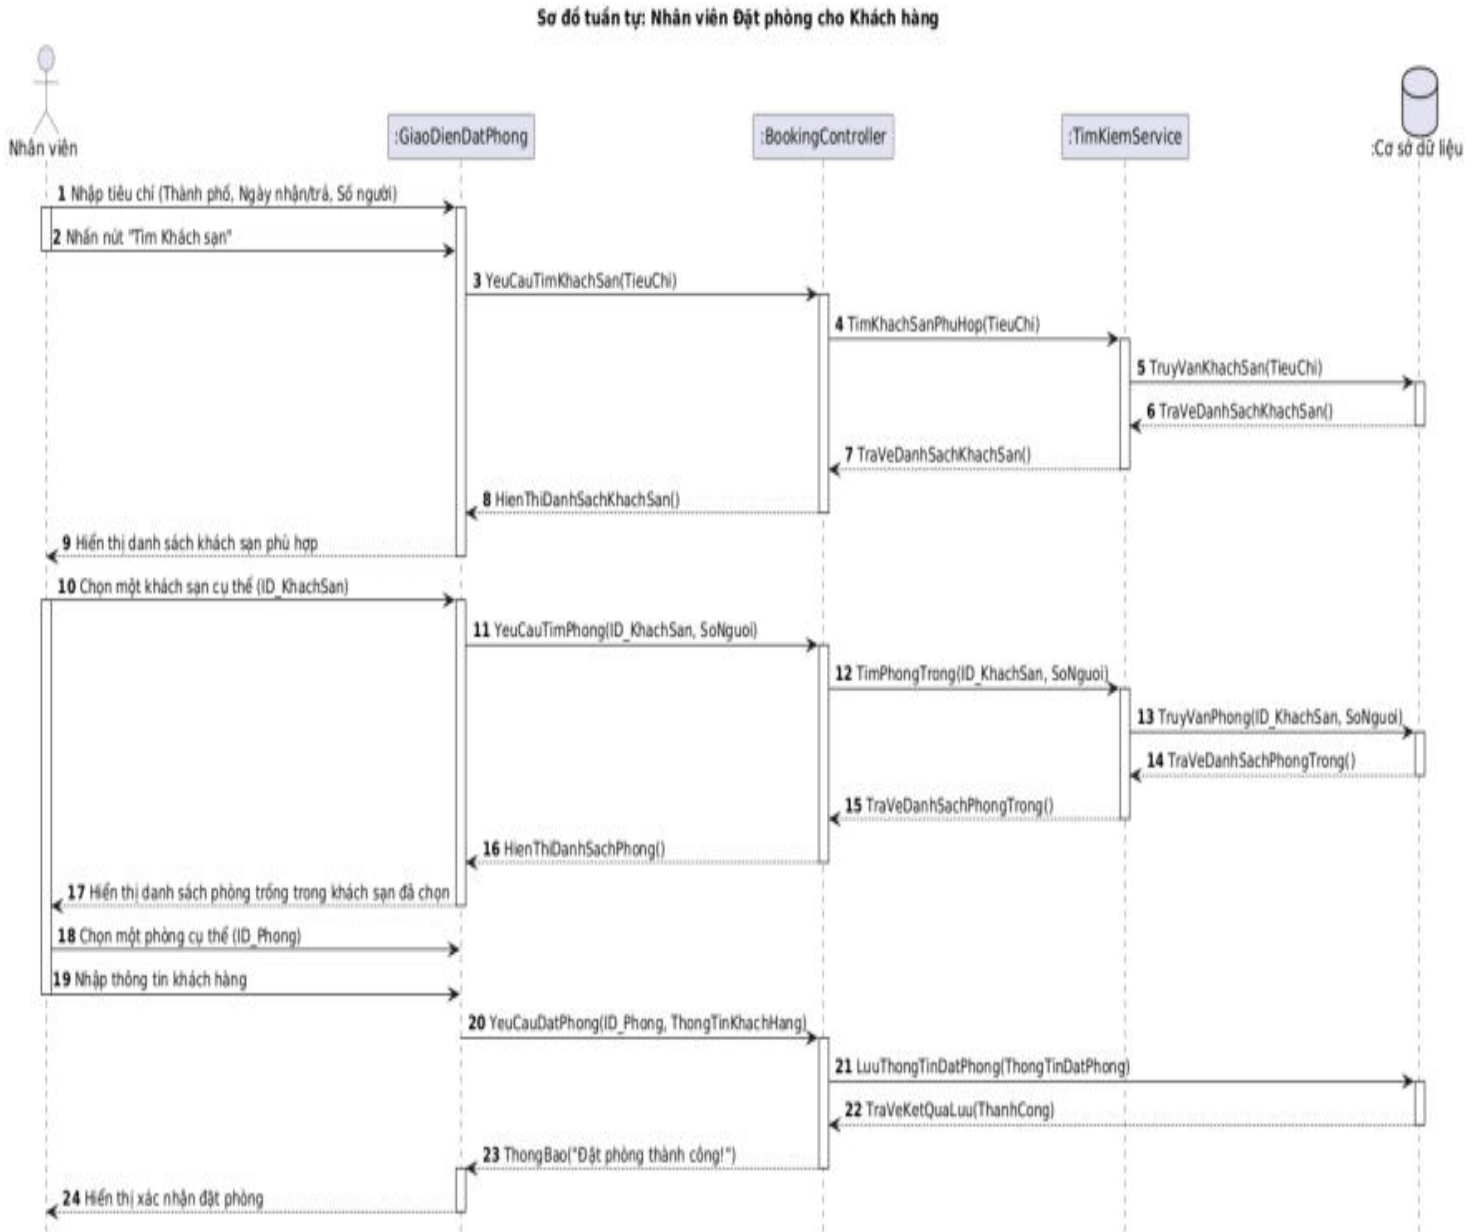 Sơ đồ tuần tự: Nhân viên Đặt phòng cho Khách hàng
Nhân viên
:GiaoDienDatPhong
:BookingController
:TimKiemService
:Cơ sở dữ liệu
1 Nhập tiêu chí (Thành phố, Ngày nhận/trả, Số người)
2 Nhấn nút "Tìm Khách sạn"
3 YeuCauTimKhachSan(TieuChi)
4 TimKhachSanPhuHop(TieuChi)
5 TruyVanKhachSan(TieuChi)
6 TraVeDanhSachKhachSan()
7 TraVeDanhSachKhachSan()
8 HienThiDanhSachKhachSan()
9 Hiển thị danh sách khách sạn phù hợp
10 Chọn một khách sạn cụ thể (ID_KhachSan)
11 YeuCauTimPhong(ID_KhachSan, SoNguoi)
12 TimPhongTrong(ID_KhachSan, SoNguoi)
13 TruyVanPhong(ID_KhachSan, SoNguoi)
14 TraVeDanhSachPhongTrong()
15 TraVeDanhSachPhongTrong()
16 HienThiDanhSachPhong()
17 Hiển thị danh sách phòng trống trong khách sạn đã chọn
18 Chọn một phòng cụ thể (ID_Phong)
19 Nhập thông tin khách hàng
20 YeuCauDatPhong(ID_Phong, ThongTinKhachHang)
21 LuuThongTinDatPhong(ThongTinDatPhong)
22 TraVeKetQuaLuu(ThanhCong)
23 ThongBao("Đặt phòng thành công!")
24 Hiển thị xác nhận đặt phòng